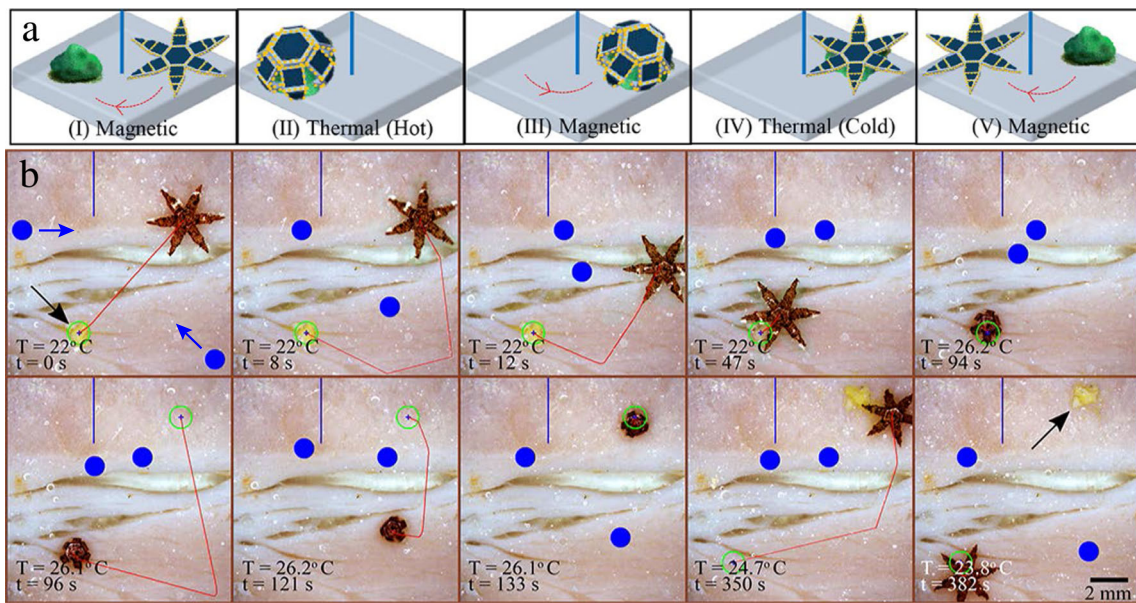 a
(I) Magnetic
(II) Thermal (Hot)
(III) Magnetic
(IV) Thermal (Cold)
(V) Magnetic
b
T = 22° C
t = 0 s
T = 22° C
t = 8 s
T = 22° C
t = 12 s
T = 22° C
t = 47 s
T = 26.2° C
t = 94 s
T = 26.1° C
t = 96 s
T = 26.2° C
t = 121 s
T = 26.1° C
t = 133 s
T = 24.7° C
t = 350 s
T = 23.8° C
t = 382 s
2 mm